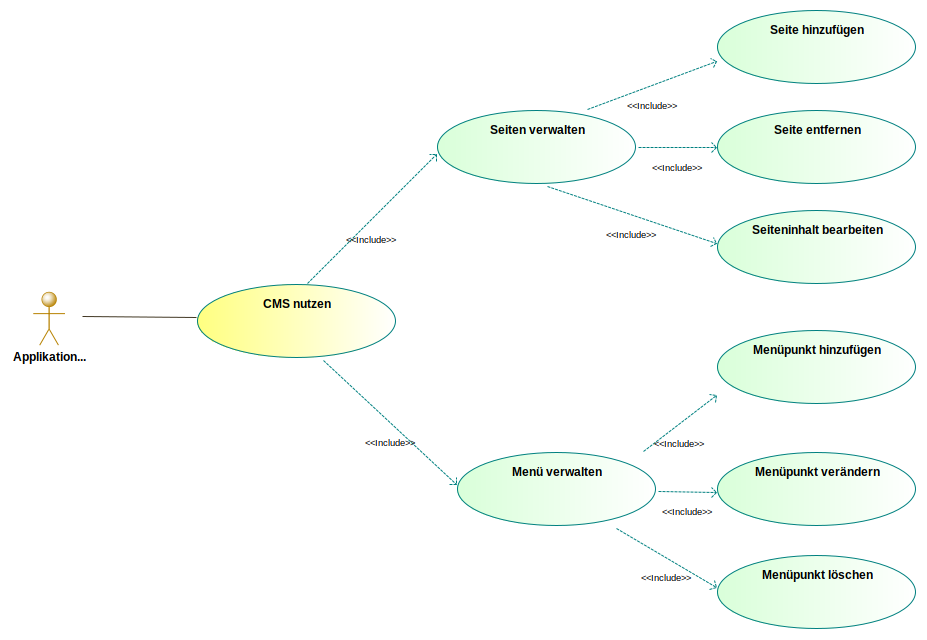 Seite hinzufügen
<<Include>>
Seiten verwalten
Seite entfernen
<<Include>>
Seiteninhalt bearbeiten
<<Include>>
<<Include>>
CMS nutzen
Applikation...
Menüpunkt hinzufügen
<<Include>>
<<Include>>
Menü verwalten
Menüpunkt verändern
<<Include>>
Menüpunkt löschen
<<Include>>